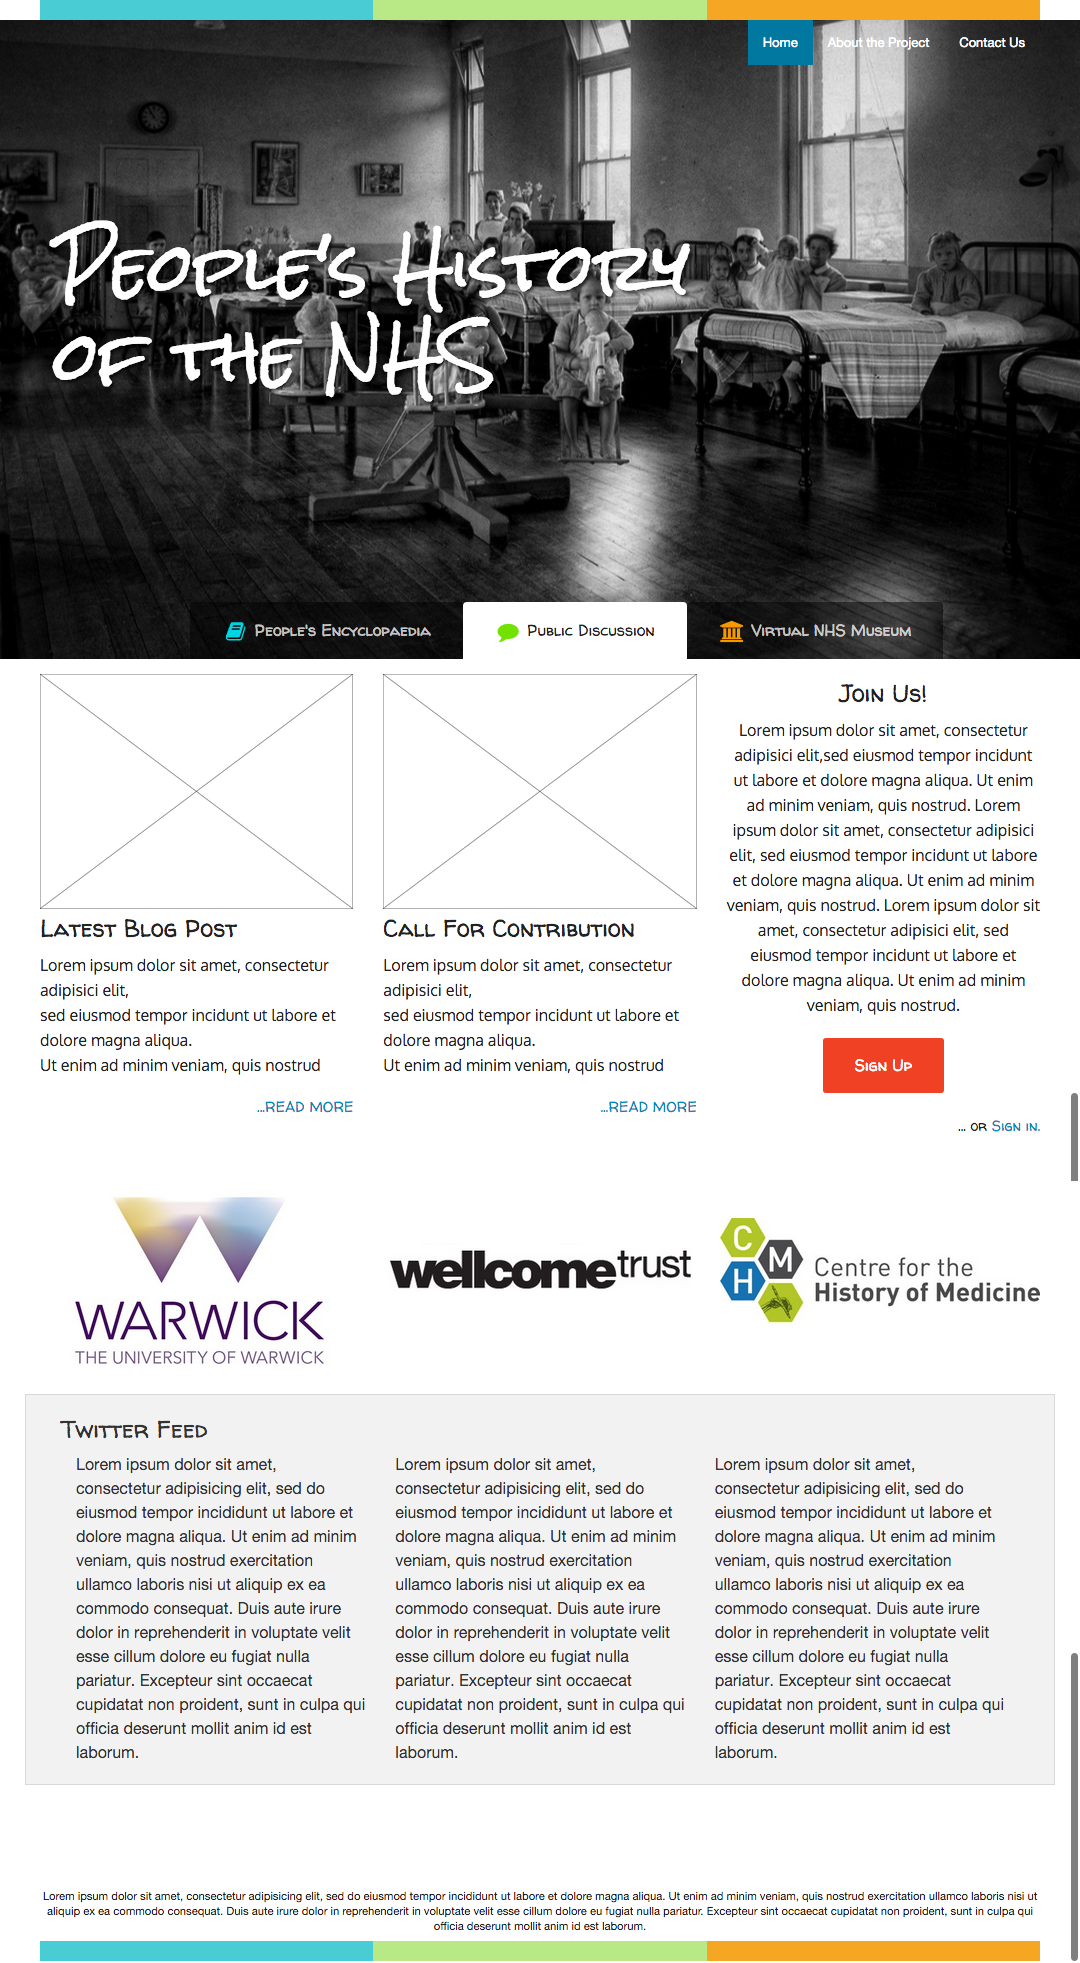 Home About the Project Contact Us
People's History
of the NHS
People's Encyclopaedia Public Discussion Virtual NHS Museum
Latest Blog Post
Lorem ipsum dolor sit amet, consectetur
adipisici elit,
sed eiusmod tempor incidunt ut labore et
dolore magna aliqua.
Ut enim ad minim veniam, quis nostrud
...READ MORE
Call For Contribution
Lorem ipsum dolor sit amet, consectetur
adipisici elit,
sed eiusmod tempor incidunt ut labore et
dolore magna aliqua.
Ut enim ad minim veniam, quis nostrud
...READ MORE
Join Us!
Lorem ipsum dolor sit amet, consectetur
adipisici elit,sed eiusmod tempor incidunt
ut labore et dolore magna aliqua. Ut enim
ad minim veniam, quis nostrud. Lorem
ipsum dolor sit amet, consectetur adipisici
elit, sed eiusmod tempor incidunt ut labore
et dolore magna aliqua. Ut enim ad minim
veniam, quis nostrud. Lorem ipsum dolor sit
amet, consectetur adipisici elit, sed
eiusmod tempor incidunt ut labore et
dolore magna aliqua. Ut enim ad minim
veniam, quis nostrud.
Sign Up
... or Sign in.
WARWICK
THE UNIVERSITY OF WARWICK
wellcometrust
C
M
H
Centre for the
History of Medicine
Twitter Feed
Lorem ipsum dolor sit amet,
consectetur adipisicing elit, sed do
eiusmod tempor incididunt ut labore et
dolore magna aliqua. Ut enim ad minim
veniam, quis nostrud exercitation
ullamco laboris nisi ut aliquip ex ea
commodo consequat. Duis aute irure
dolor in reprehenderit in voluptate velit
esse cillum dolore eu fugiat nulla
pariatur. Excepteur sint occaecat
cupidatat non proident, sunt in culpa qui
officia deserunt mollit anim id est
laborum.
Lorem ipsum dolor sit amet,
consectetur adipisicing elit, sed do
eiusmod tempor incididunt ut labore et
dolore magna aliqua. Ut enim ad minim
veniam, quis nostrud exercitation
ullamco laboris nisi ut aliquip ex ea
commodo consequat. Duis aute irure
dolor in reprehenderit in voluptate velit
esse cillum dolore eu fugiat nulla
pariatur. Excepteur sint occaecat
cupidatat non proident, sunt in culpa qui
officia deserunt mollit anim id est
laborum.
Lorem ipsum dolor sit amet,
consectetur adipisicing elit, sed do
eiusmod tempor incididunt ut labore et
dolore magna aliqua. Ut enim ad minim
veniam, quis nostrud exercitation
ullamco laboris nisi ut aliquip ex ea
commodo consequat. Duis aute irure
dolor in reprehenderit in voluptate velit
esse cillum dolore eu fugiat nulla
pariatur. Excepteur sint occaecat
cupidatat non proident, sunt in culpa qui
officia deserunt mollit anim id est
laborum.
Lorem ipsum dolor sit amet, consectetur adipisicing elit, sed do eiusmod tempor incididunt ut labore et dolore magna aliqua. Ut enim ad minim veniam, quis nostrud exercitation ullamco laboris nisi ut
aliquip ex ea commodo consequat. Duis aute irure dolor in reprehenderit in voluptate velit esse cillum dolore eu fugiat nulla pariatur. Excepteur sint occaecat cupidatat non proident, sunt in culpa qui
officia deserunt mollit anim id est laborum.